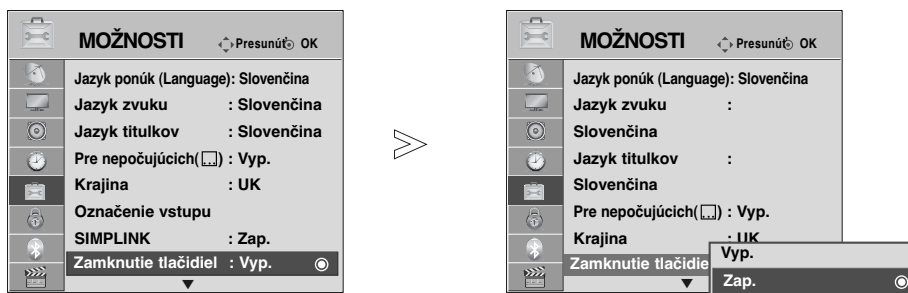 MOŽNOSTI Presunúť OK
Jazyk ponúk (Language): Slovenčina
Jazyk zvuku : Slovenčina
Jazyk titulkov : Slovenčina
Pre nepočujúcich( ) : Vyp.
Krajina : UK
Označenie vstupu
SIMPLINK : Zap.
Zamknutie tlačidiel : Vyp.
MOŽNOSTI Presunúť OK
Jazyk ponúk (Language): Slovenčina
Jazyk zvuku :
Slovenčina
Jazyk titulkov :
Slovenčina
Pre nepočujúcich( ) : Vyp.
Krajina : UK
Zamknutie tlačidie
Vyp.
Zap.